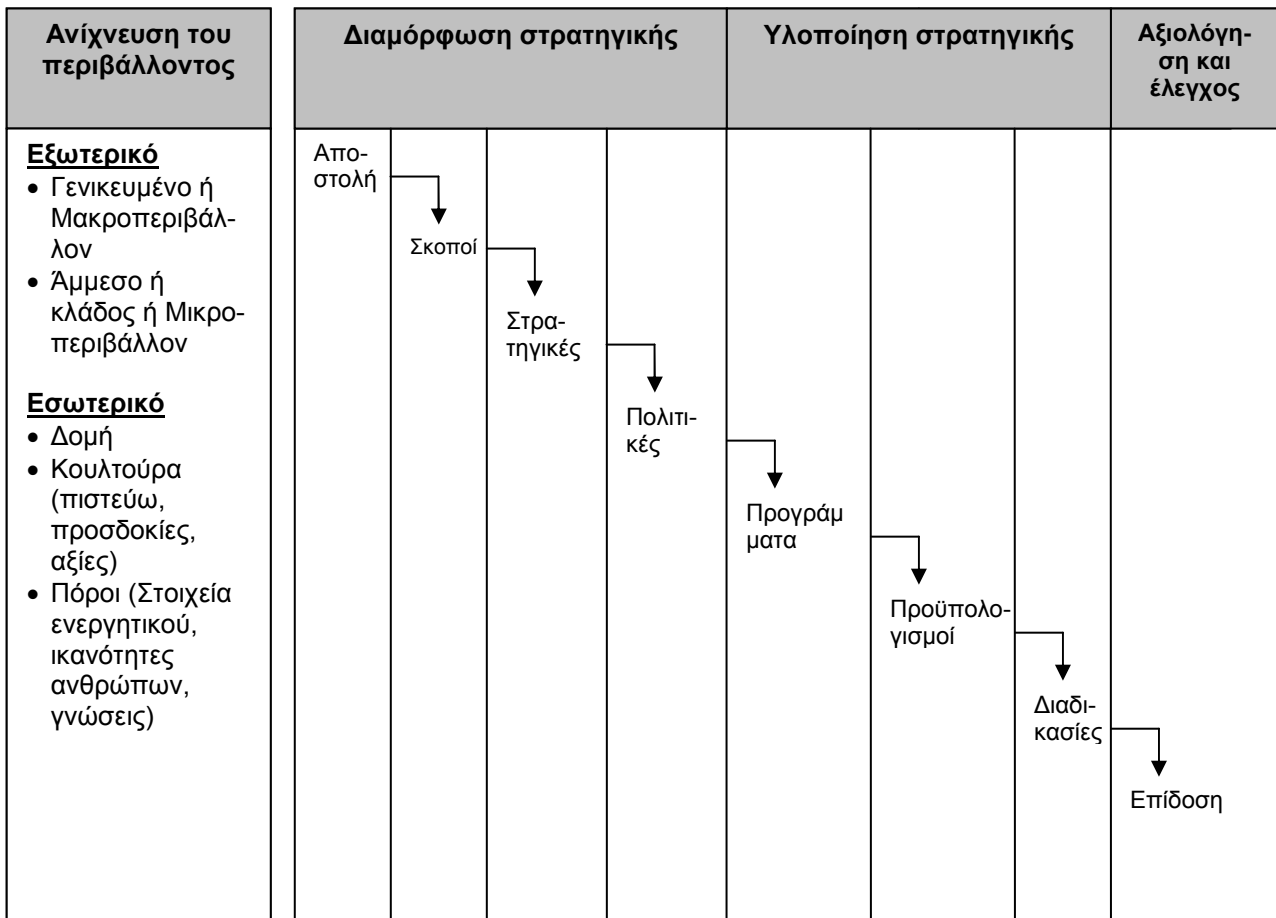 Ανίχνευση του
περιβάλλοντος
Διαμόρφωση στρατηγικής
Υλοποίηση στρατηγικής
Αξιολόγη-
ση και
έλεγχος
Εξωτερικό
• Γενικευμένο ή
Μακροπεριβάλ-
λον
• Άμμεσο ή
κλάδος ή Μικρο-
περιβάλλον
Εσωτερικό
• Δομή
• Κουλτούρα
(πιστεύω,
προσδοκίες,
αξίες)
• Πόροι (Στοιχεία
ενεργητικού,
ικανότητες
ανθρώπων,
γνώσεις)
Απο-
στολή
Σκοποί
Στρα-
τηγικές
Πολιτι-
κές
Προγράμ
ματα
Προϋπολο-
γισμοί
Διαδι-
κασίες
Επίδοση